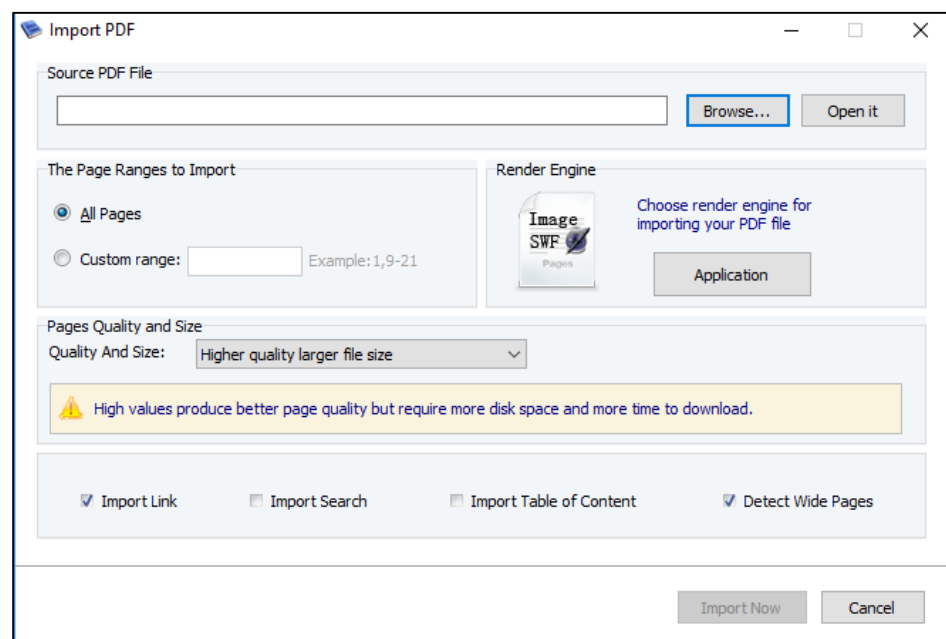 Import PDF
Source PDF File
Browse...
Open it
The Page Ranges to Import
All Pages
Custom range:
Example:1,9-21
Render Engine
Image
SWF
Pages
Choose render engine for
importing your PDF file
Application
Pages Quality and Size
Quality And Size:
Higher quality larger file size
High values produce better page quality but require more disk space and more time to download.
Import Link
Import Search
Import Table of Content
Detect Wide Pages
Import Now
Cancel